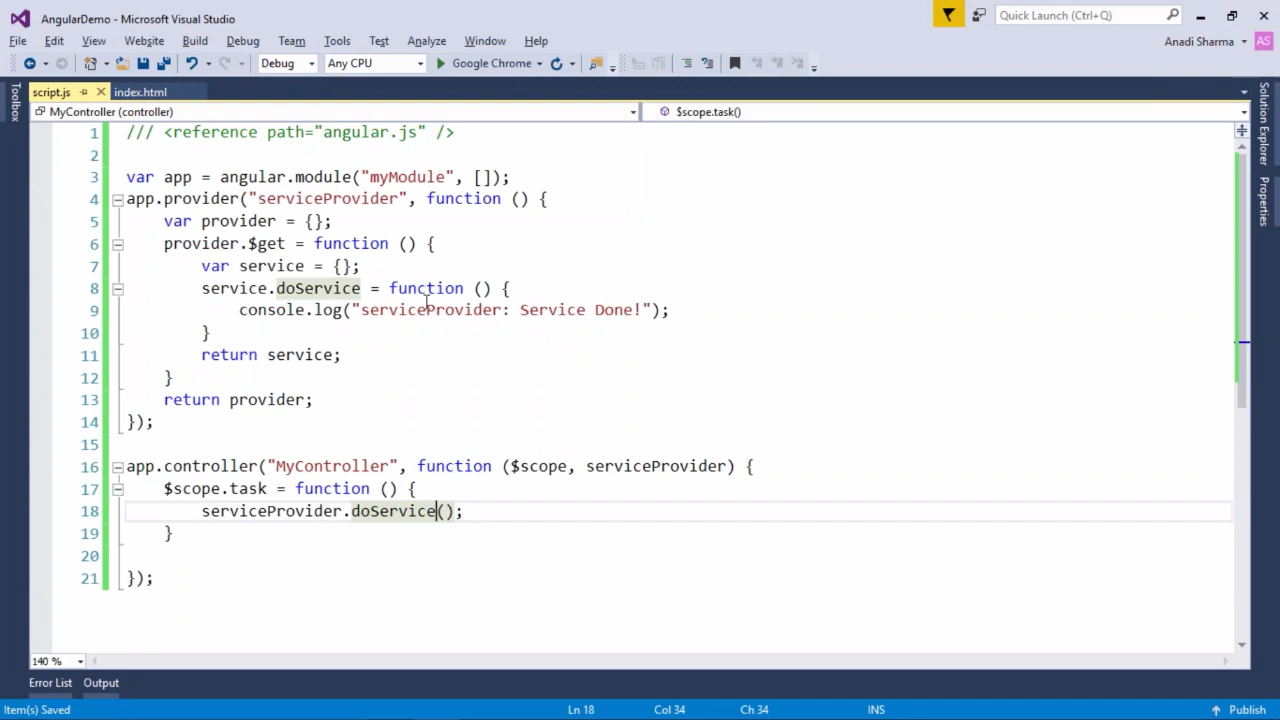 AngularDemo - Microsoft Visual Studio
Quick Launch (Ctrl+Q)
File Edit View Website Build Debug Team Tools Test Analyze Window Help
Anadi Sharma AS
Debug Any CPU Google Chrome
script.js index.html
MyController (controller) $scope.task()
Toolbox
Solution Explorer
Properties
1 /// <reference path="angular.js" />
2
3 var app = angular.module("myModule", []);
4 app.provider("serviceProvider", function () {
5 var provider = {};
6 provider.$get = function () {
7 var service = {};
8 service.doService = function () {
9 console.log("serviceProvider: Service Done!");
10 }
11 return service;
12 }
13 return provider;
14 });
15
16 app.controller("MyController", function ($scope, serviceProvider) {
17 $scope.task = function () {
18 serviceProvider.doService();
19 }
20
21 });
140 %
Error List Output
Item(s) Saved Ln 18 Col 34 Ch 34 INS Publish